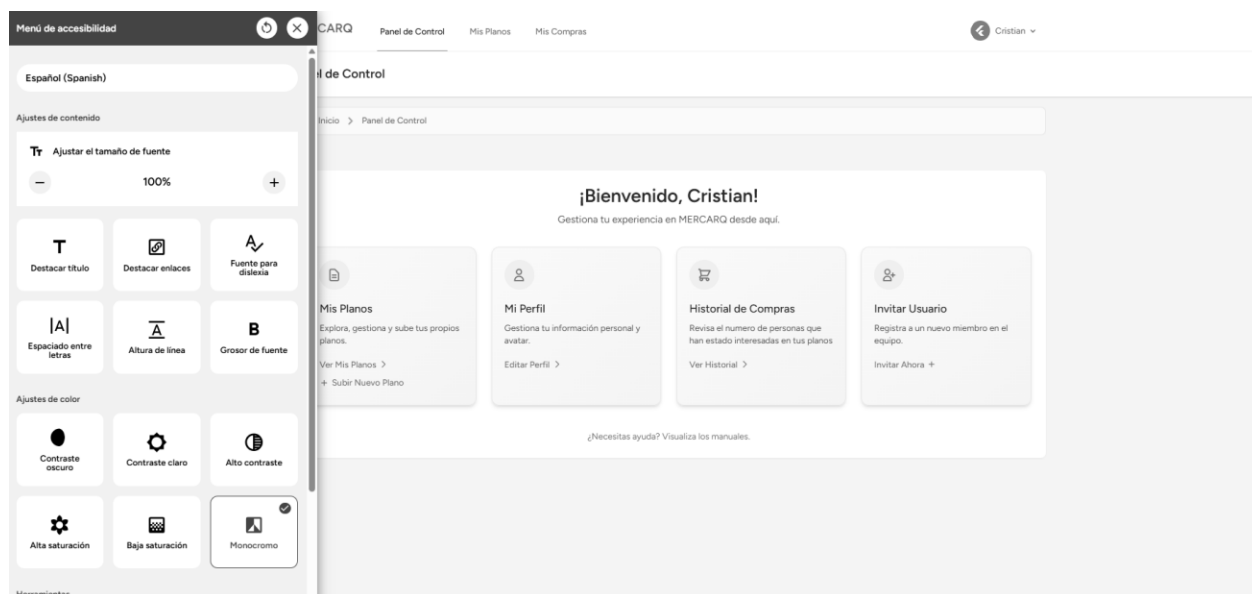 Menú de accesibilidad
Español (Spanish)
Ajustes de contenido
Tт Ajustar el tamaño de fuente
− 100% +
T
Destacar título
Destacar enlaces
A
Fuente para
dislexia
|A|
Espaciado entre
letras
A
Altura de línea
B
Grosor de fuente
Ajustes de color
Contraste
oscuro
Contraste claro
Alto contraste
Alta saturación
Baja saturación
Monocromo
Herramientas
CARQ
Panel de Control
Mis Planos
Mis Compras
Cristian
el de Control
Inicio > Panel de Control
¡Bienvenido, Cristian!
Gestiona tu experiencia en MERCARQ desde aquí.
Mis Planos
Explora, gestiona y sube tus propios
planos.
Ver Mis Planos >
+ Subir Nuevo Plano
Mi Perfil
Gestiona tu información personal y
avatar.
Editar Perfil >
Historial de Compras
Revisa el numero de personas que
han estado interesadas en tus planos
Ver Historial >
Invitar Usuario
Registra a un nuevo miembro en el
equipo.
Invitar Ahora +
¿Necesitas ayuda? Visualiza los manuales.